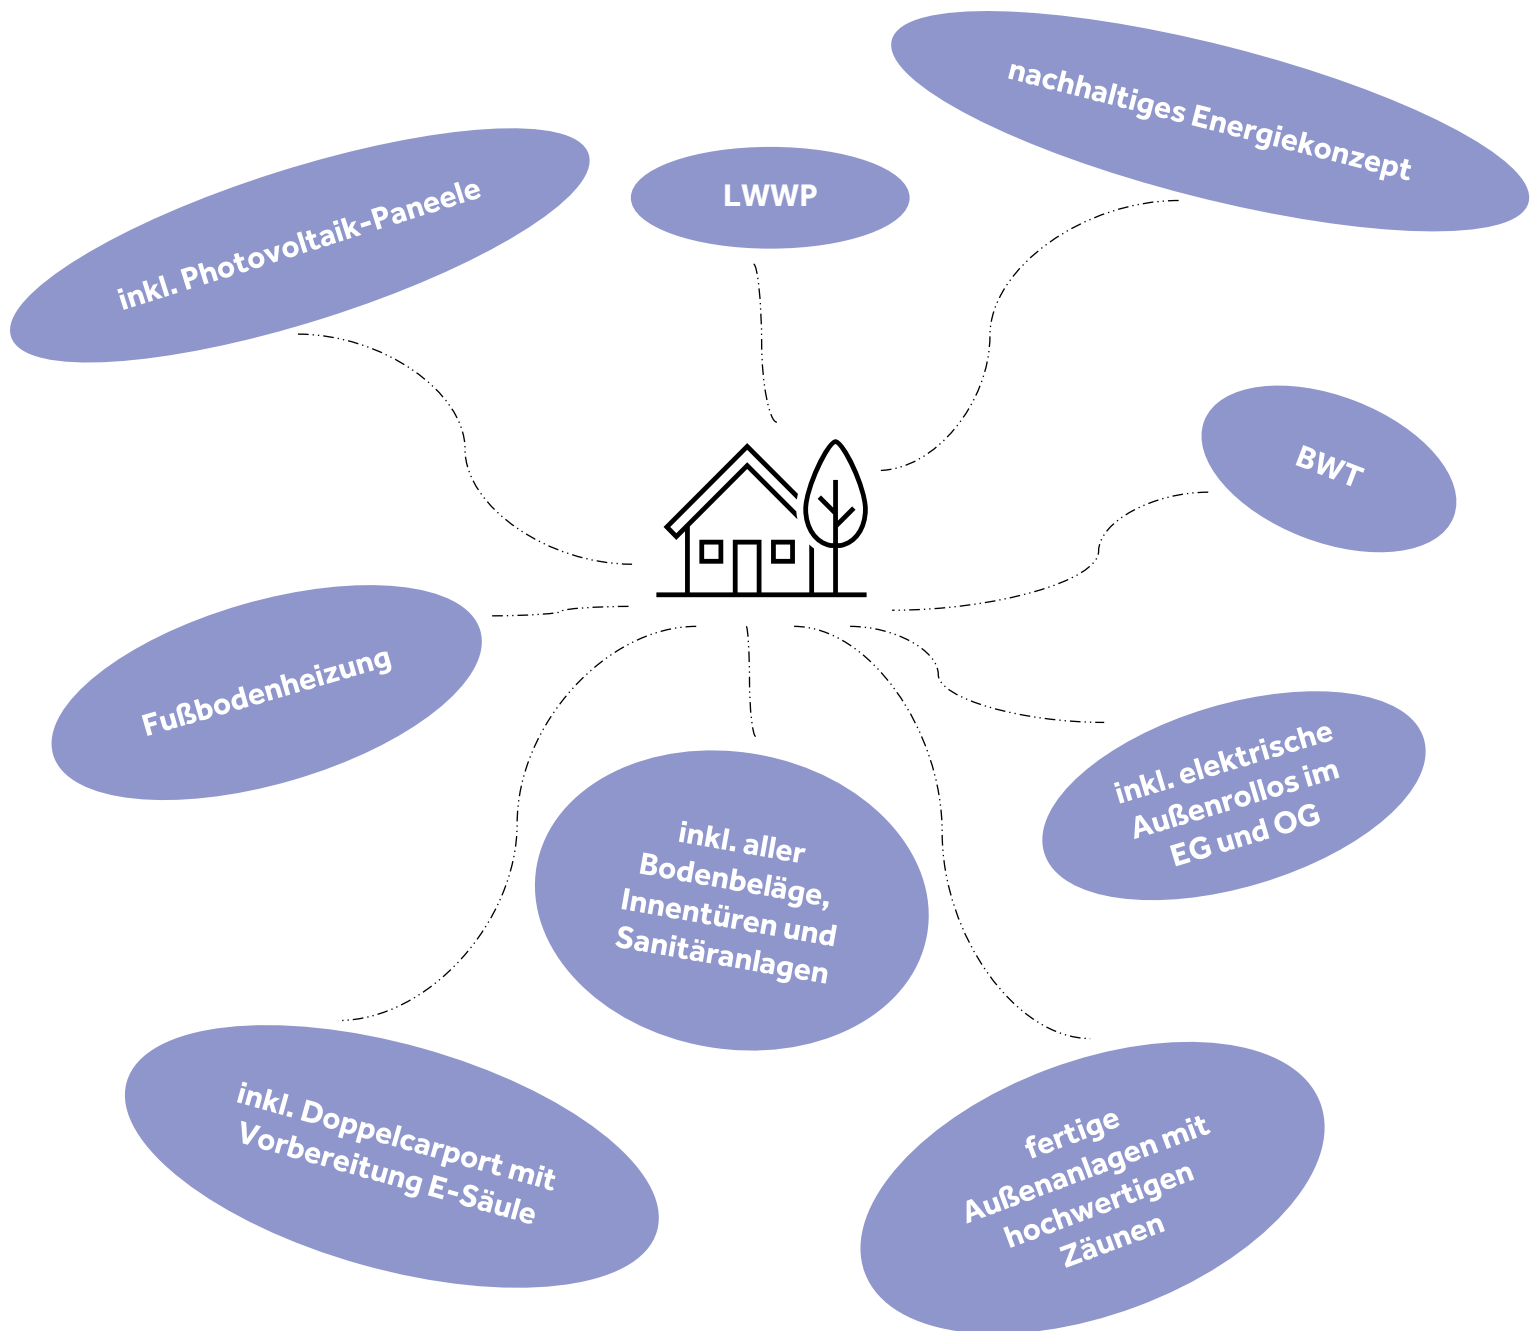 nachhaltiges Energiekonzept
inkl. Photovoltaik-Paneele
LWWP
BWT
Fußbodenheizung
inkl. elektrische
Außenrollos im
EG und OG
inkl. aller
Bodenbeläge,
Innentüren und
Sanitäranlagen
inkl. Doppelcarport mit
Vorbereitung E-Säule
fertige
Außenanlagen mit
hochwertigen
Zäunen